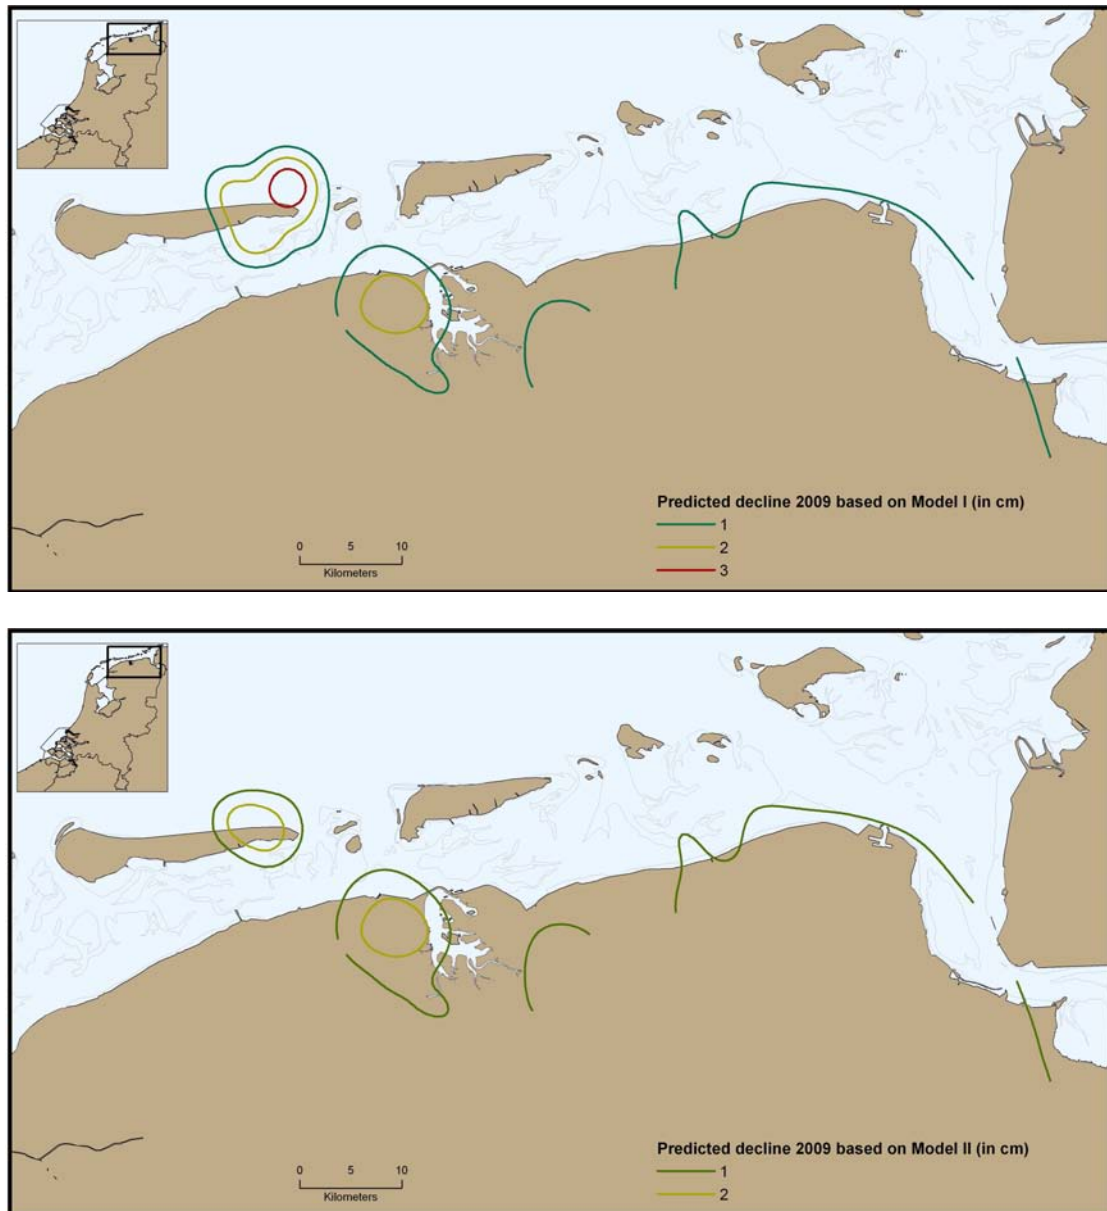 Predicted decline 2009 based on Model I (in cm)
1
2
3
0 5 10
Kilometers
Predicted decline 2009 based on Model II (in cm)
1
2
0 5 10
Kilometers